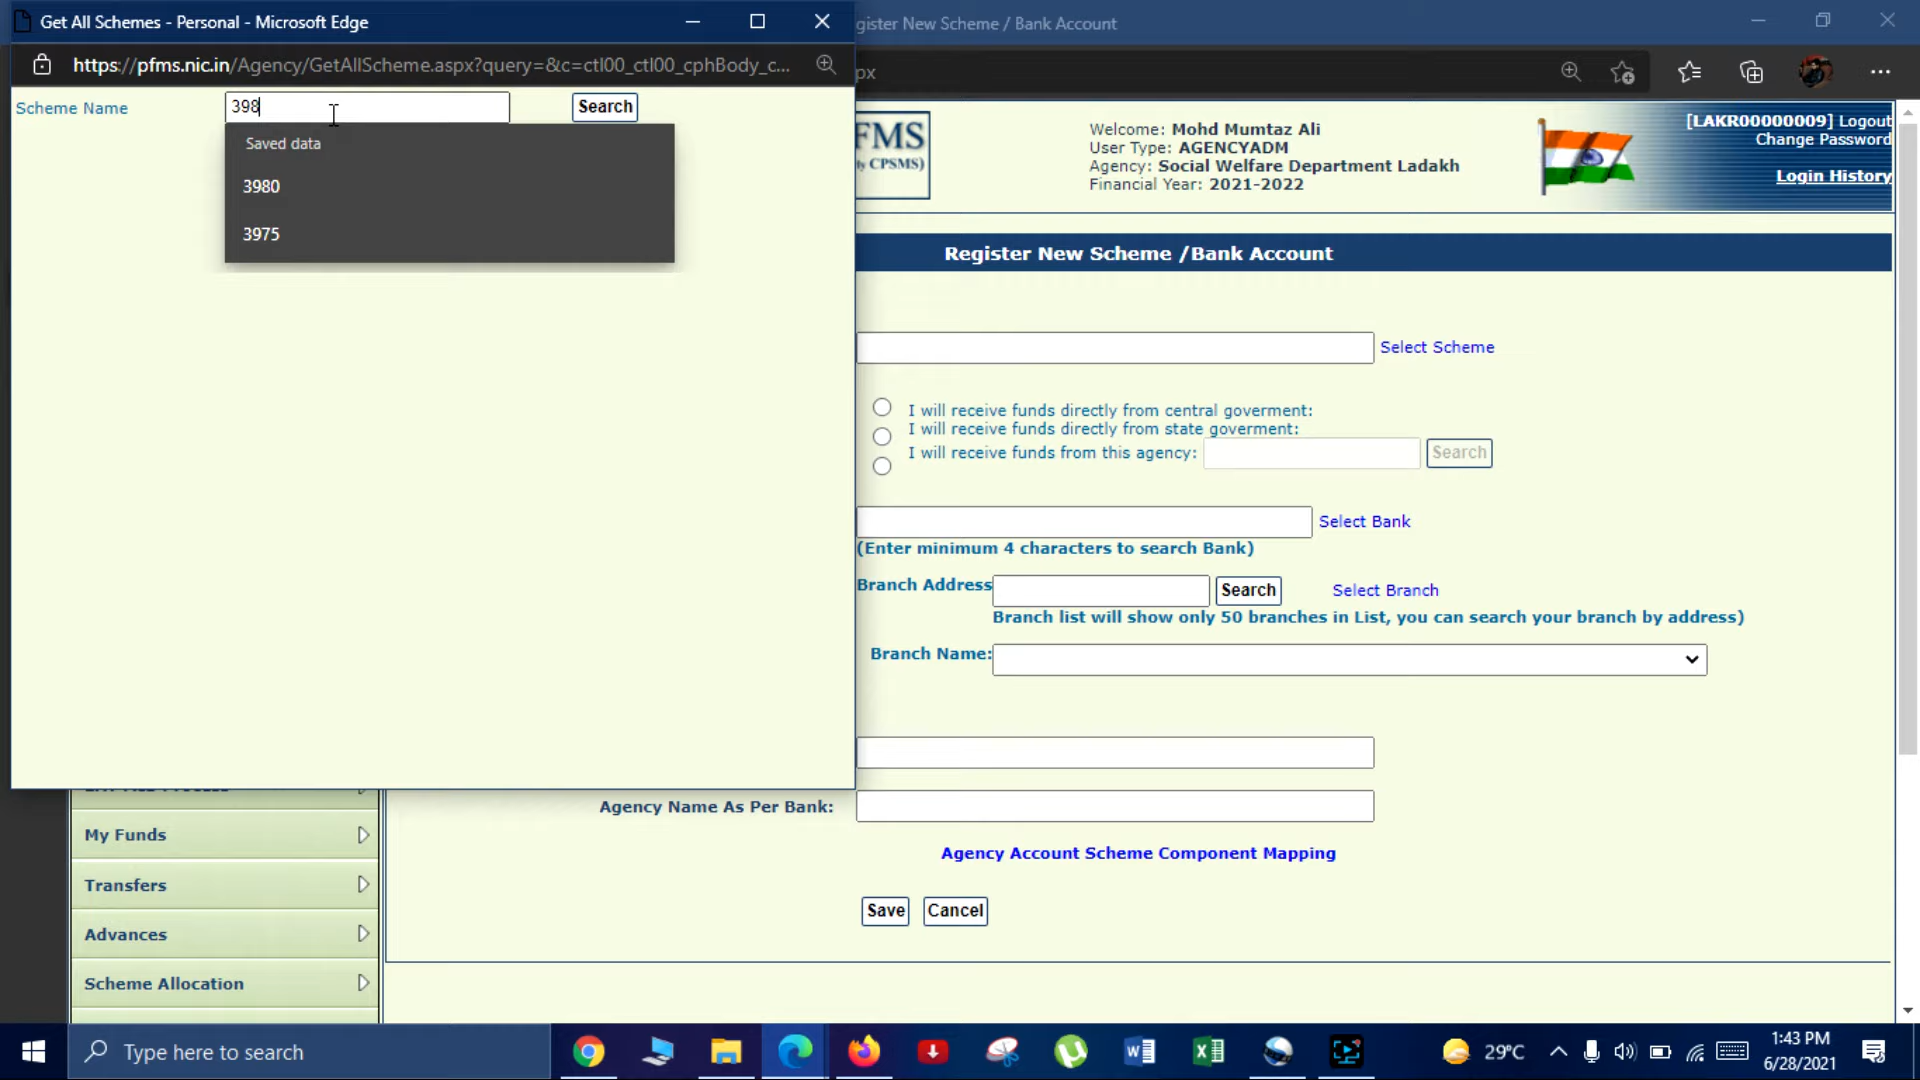 Get All Schemes - Personal - Microsoft Edge
gister New Scheme / Bank Account
https://pfms.nic.in/Agency/GetAllScheme.aspx?query=&c=ctl00_ctl00_cphBody_c...
px
Scheme Name
398
Search
Saved data
3980
3975
FMS
y CPSMS)
Welcome: Mohd Mumtaz Ali
User Type: AGENCYADM
Agency: Social Welfare Department Ladakh
Financial Year: 2021-2022
[LAKR00000009] Logout
Change Password
Login History
Register New Scheme /Bank Account
Select Scheme
I will receive funds directly from central goverment:
I will receive funds directly from state goverment:
I will receive funds from this agency:
Search
Select Bank
(Enter minimum 4 characters to search Bank)
Branch Address
Search
Select Branch
Branch list will show only 50 branches in List, you can search your branch by address)
Branch Name:
My Funds
Agency Name As Per Bank:
Agency Account Scheme Component Mapping
Transfers
Save
Cancel
Advances
Scheme Allocation
Type here to search
29°C
1:43 PM
6/28/2021